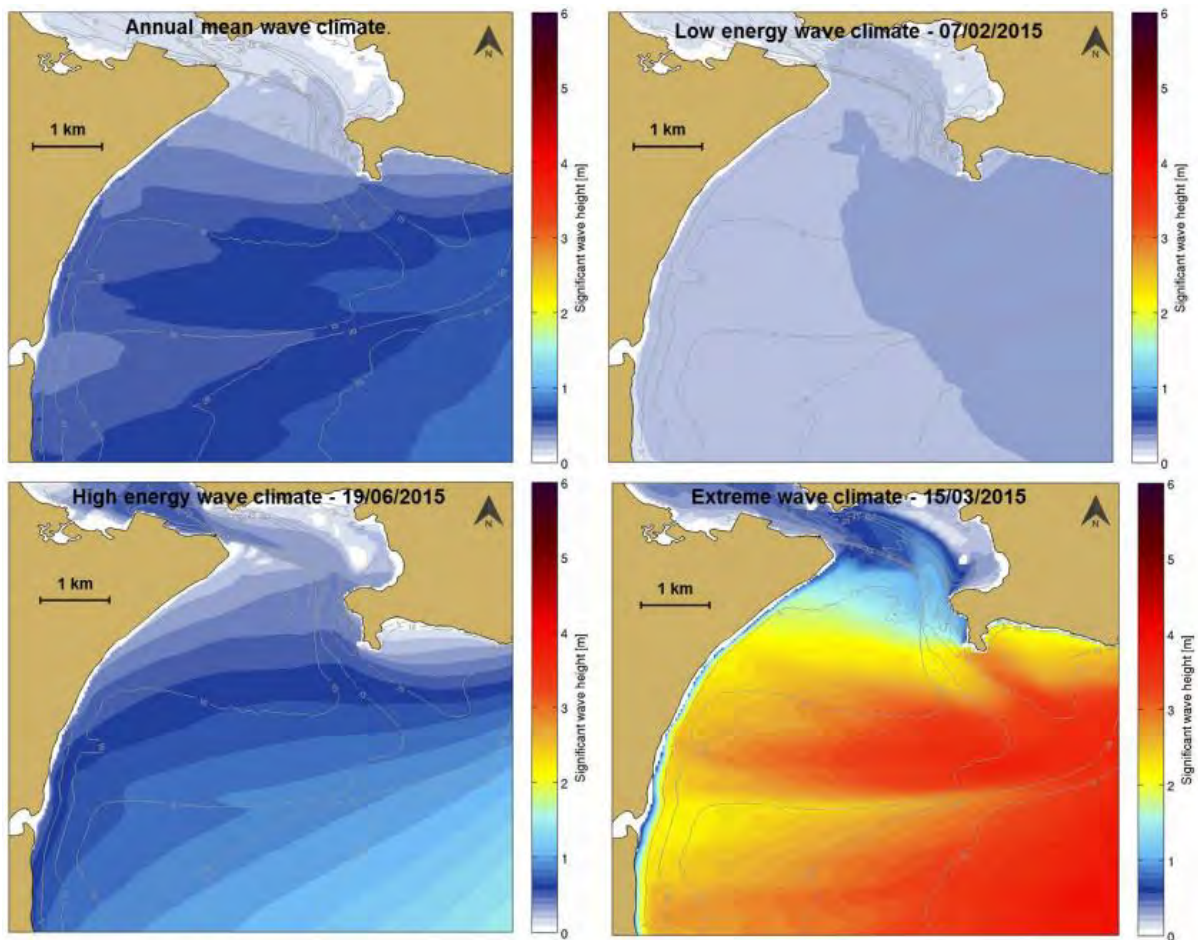 Annual mean wave climate.
N
1 km
6
5
4
3
2
1
0
Significant wave height [m]
Low energy wave climate - 07/02/2015
N
1 km
6
5
4
3
2
1
0
Significant wave height [m]
High energy wave climate - 19/06/2015
N
1 km
6
5
4
3
2
1
0
Significant wave height [m]
Extreme wave climate - 15/03/2015
N
1 km
6
5
4
3
2
1
0
Significant wave height [m]